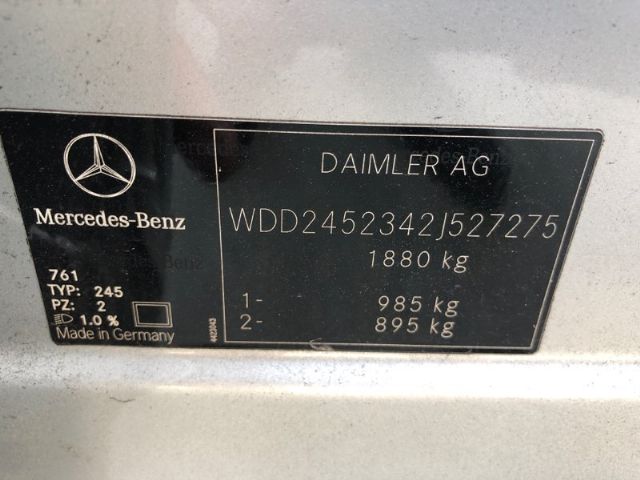 Mercedes-Benz
761
TYP: 245
PZ: 2
1.0 %
Made in Germany
4423043
DAIMLER AG
WDD2452342J527275
1880 kg
1- 985 kg
2- 895 kg